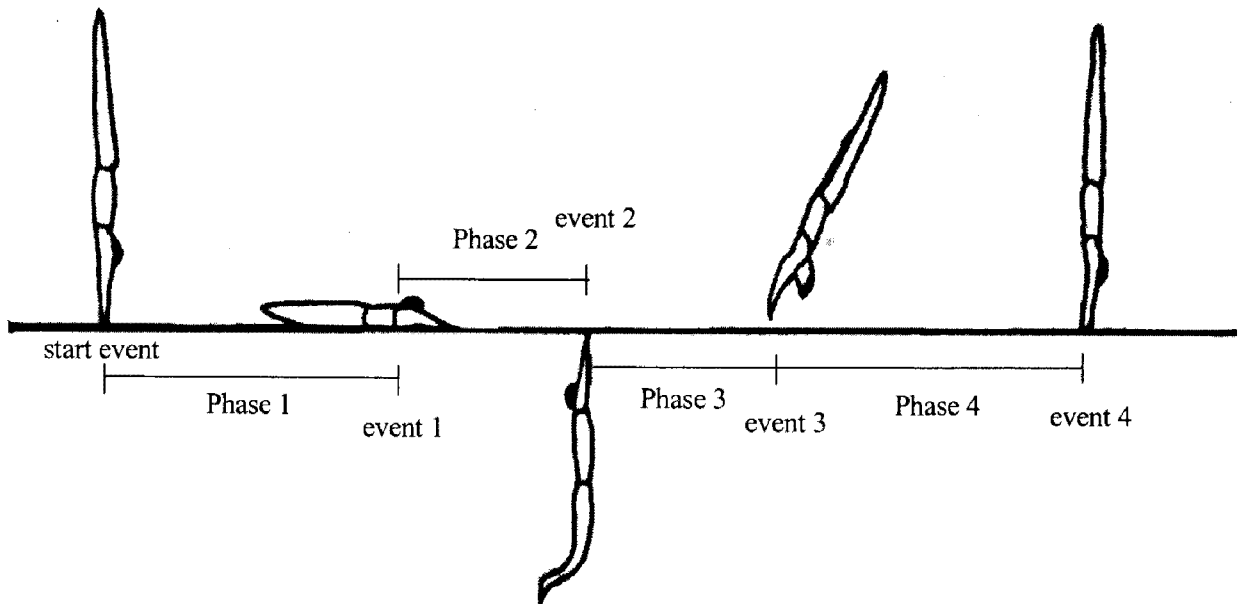 event 2
Phase 2
start event
Phase 1
event 1
Phase 3
event 3
Phase 4
event 4